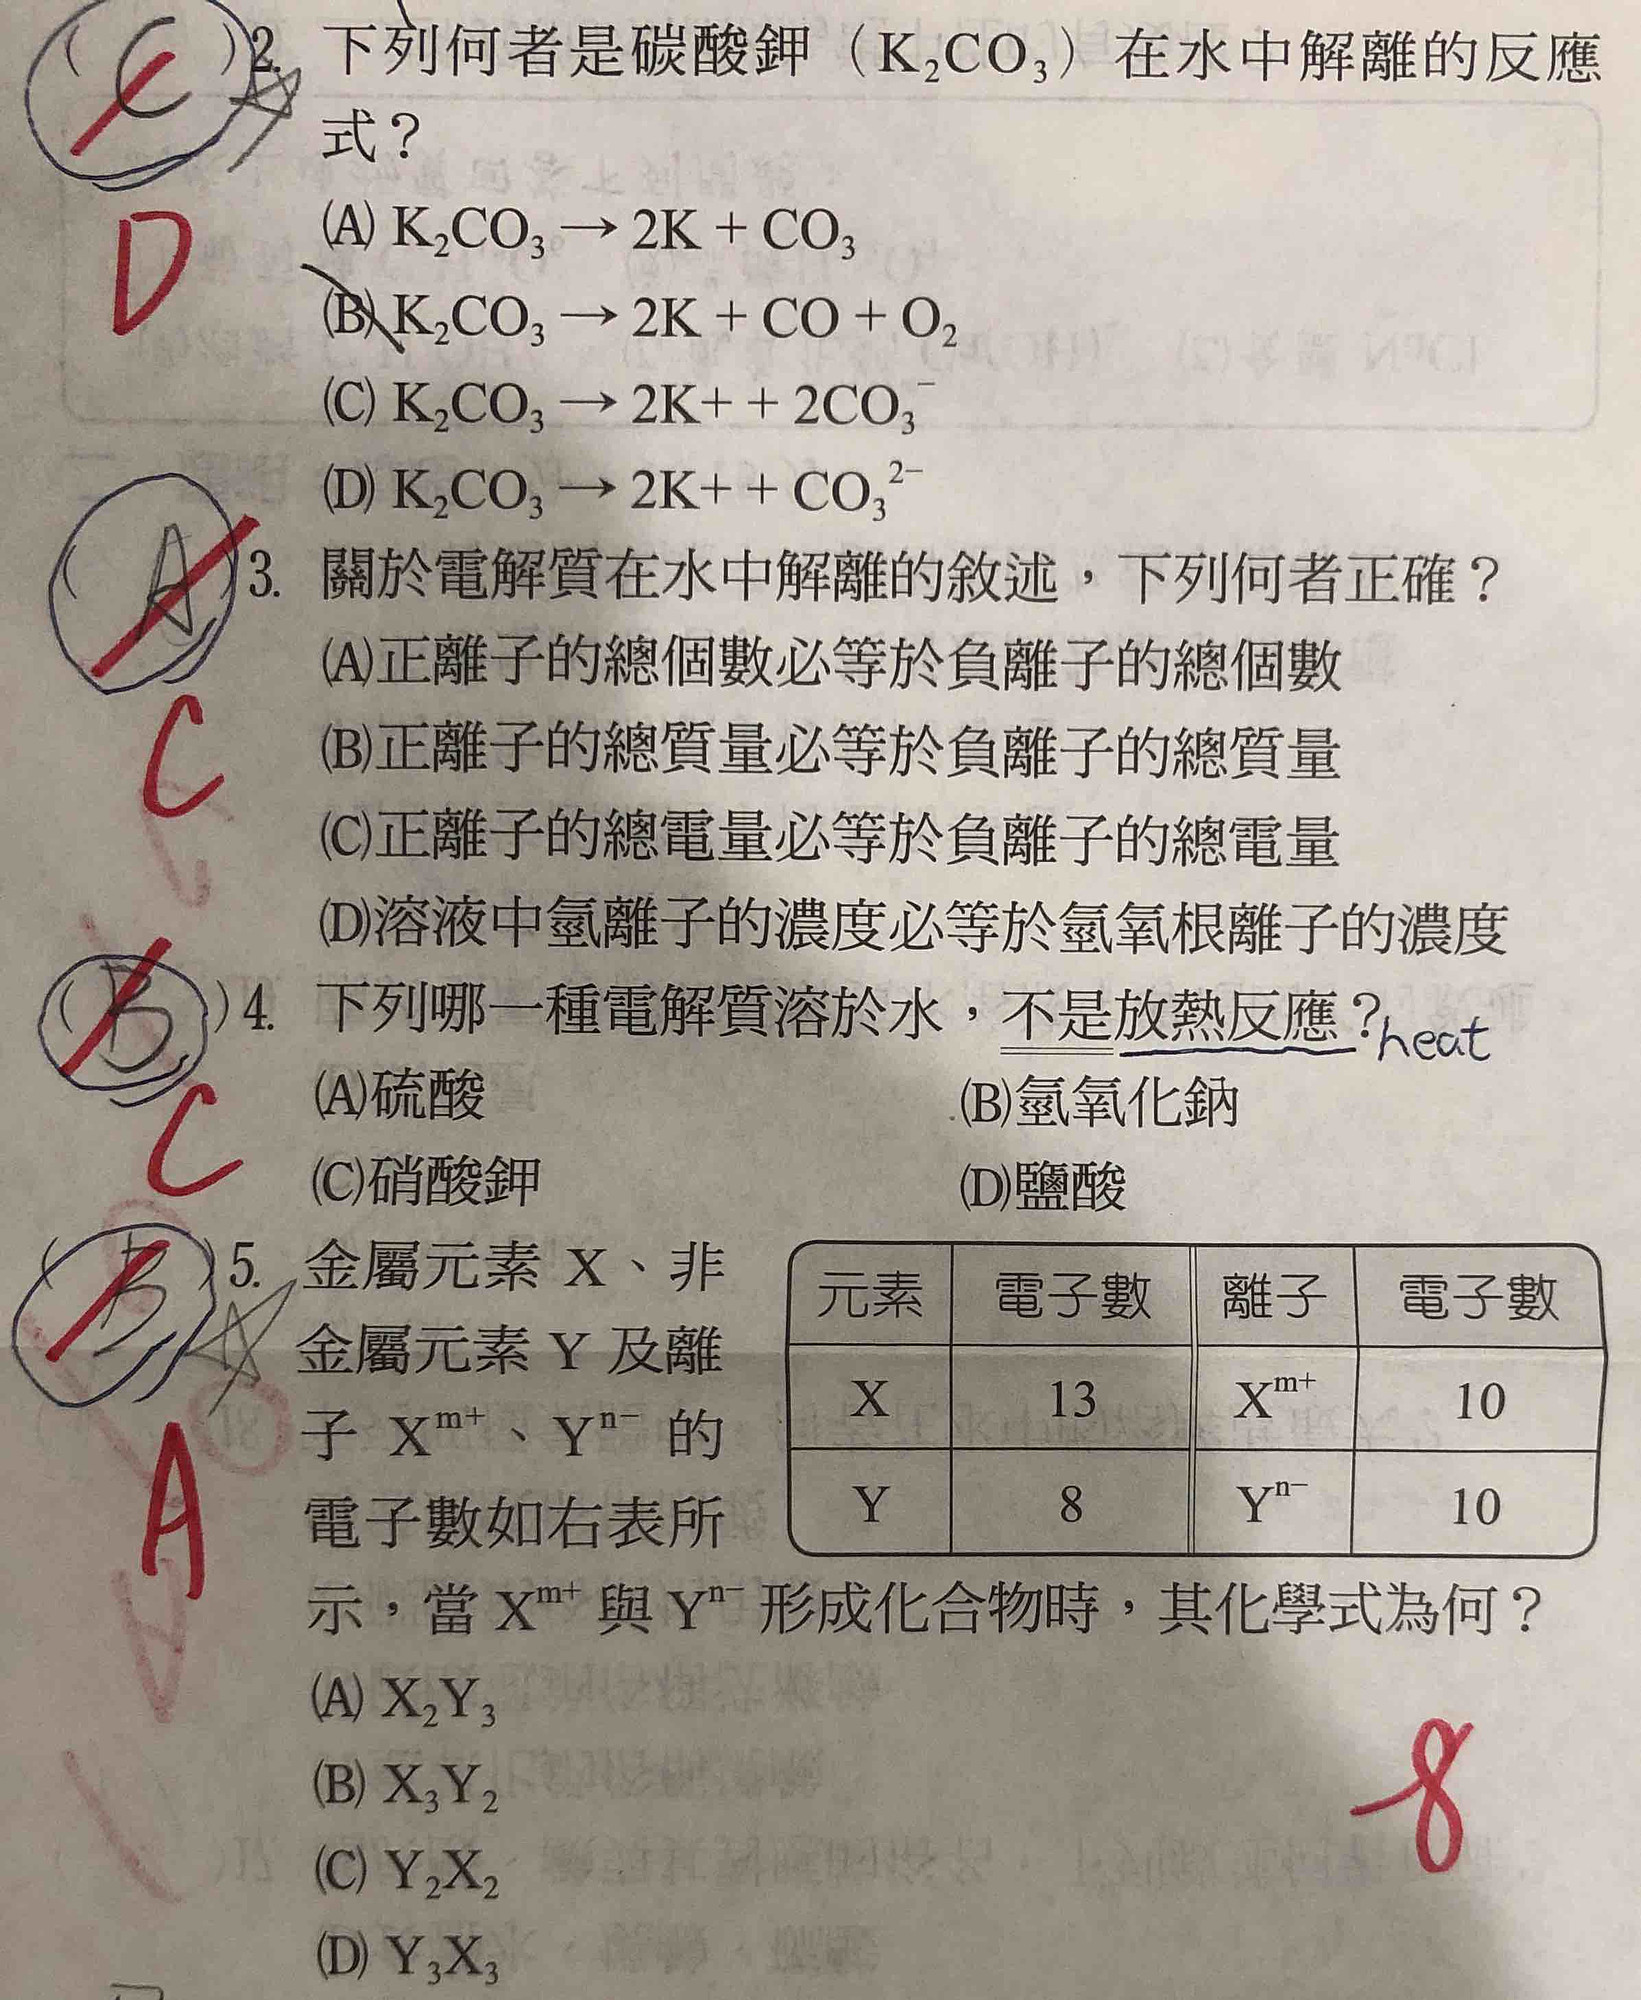 ( C )2. 下列何者是碳酸鉀（K₂CO₃）在水中解離的反應
式？
D
(A) K₂CO₃ → 2K + CO₃
(B) K₂CO₃ → 2K + CO + O₂
(C) K₂CO₃ → 2K+ + 2CO₃⁻
(D) K₂CO₃ → 2K+ + CO₃²⁻
( A )3. 關於電解質在水中解離的敘述，下列何者正確？
(A)正離子的總個數必等於負離子的總個數
C
(B)正離子的總質量必等於負離子的總質量
(C)正離子的總電量必等於負離子的總電量
(D)溶液中氫離子的濃度必等於氫氧根離子的濃度
( B )4. 下列哪一種電解質溶於水，不是放熱反應？heat
(A)硫酸 (B)氫氧化鈉
C
(C)硝酸鉀 (D)鹽酸
( B )5. 金屬元素 X、非
金屬元素 Y 及離
子 Xᵐ⁺、Yⁿ⁻ 的
電子數如右表所
元素 電子數 離子 電子數
X 13 Xᵐ⁺ 10
Y 8 Yⁿ⁻ 10
A
示，當 Xᵐ⁺ 與 Yⁿ⁻ 形成化合物時，其化學式為何？
(A) X₂Y₃
(B) X₃Y₂
(C) Y₂X₂
(D) Y₃X₃
-8